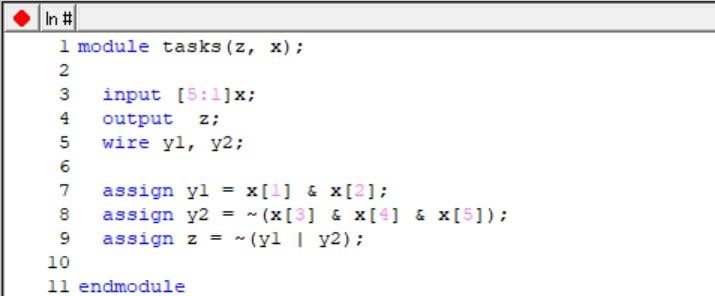 ln #
1 module tasks(z, x);
2
3 input [5:1]x;
4 output z;
5 wire y1, y2;
6
7 assign y1 = x[1] & x[2];
8 assign y2 = ~(x[3] & x[4] & x[5]);
9 assign z = ~(y1 | y2);
10
11 endmodule